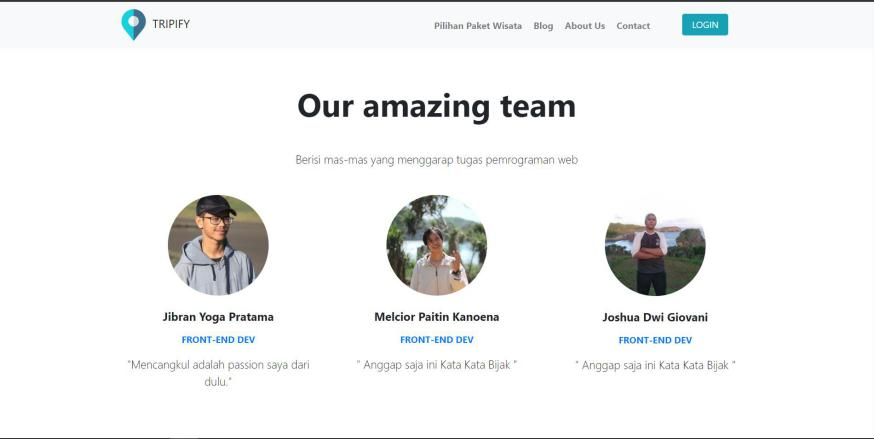 TRIPIFY
Pilihan Paket Wisata Blog About Us Contact LOGIN
Our amazing team
Berisi mas-mas yang menggarap tugas pemrograman web
Jibran Yoga Pratama
FRONT-END DEV
"Mencangkul adalah passion saya dari
dulu."
Melcior Paitin Kanoena
FRONT-END DEV
" Anggap saja ini Kata Kata Bijak "
Joshua Dwi Giovani
FRONT-END DEV
" Anggap saja ini Kata Kata Bijak "